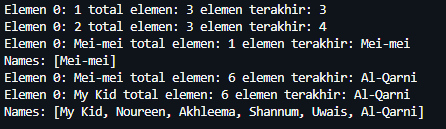 Elemen 0: 1 total elemen: 3 elemen terakhir: 3
Elemen 0: 2 total elemen: 3 elemen terakhir: 4
Elemen 0: Mei-mei total elemen: 1 elemen terakhir: Mei-mei
Names: [Mei-mei]
Elemen 0: Mei-mei total elemen: 6 elemen terakhir: Al-Qarni
Elemen 0: My Kid total elemen: 6 elemen terakhir: Al-Qarni
Names: [My Kid, Noureen, Akhleema, Shannum, Uwais, Al-Qarni]